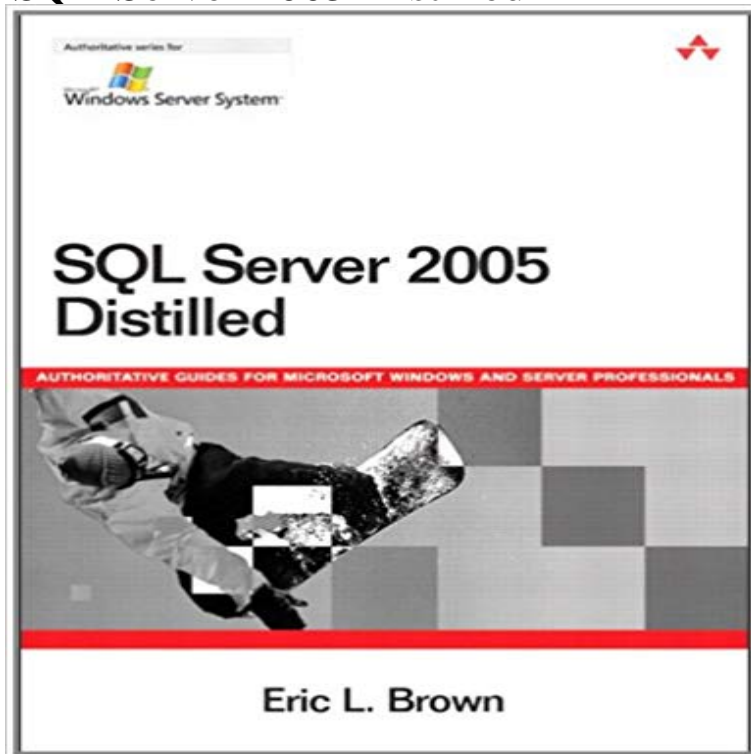 Authoritative series for
Microsoft
Windows Server System
SQL Server 2005
Distilled
AUTHORITATIVE GUIDES FOR MICROSOFT WINDOWS AND SERVER PROFESSIONALS
Eric L. Brown